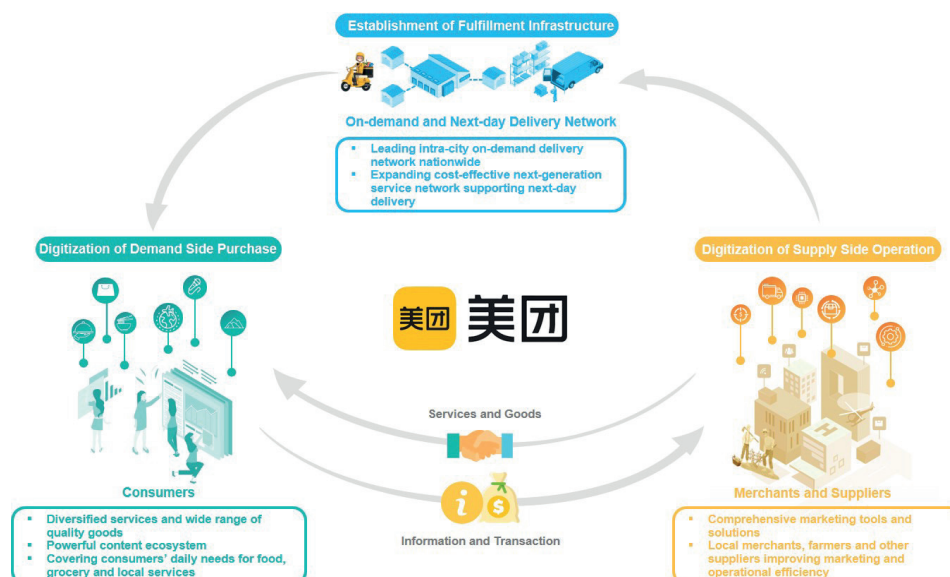 Establishment of Fulfillment Infrastructure
On-demand and Next-day Delivery Network
▪ Leading intra-city on-demand delivery
network nationwide
▪ Expanding cost-effective next-generation
service network supporting next-day
delivery
Digitization of Demand Side Purchase
Digitization of Supply Side Operation
美团 美团
Services and Goods
i $
Information and Transaction
H
Consumers
▪ Diversified services and wide range of
quality goods
▪ Powerful content ecosystem
▪ Covering consumers' daily needs for food,
grocery and local services
Merchants and Suppliers
▪ Comprehensive marketing tools and
solutions
▪ Local merchants, farmers and other
suppliers improving marketing and
operational efficiency